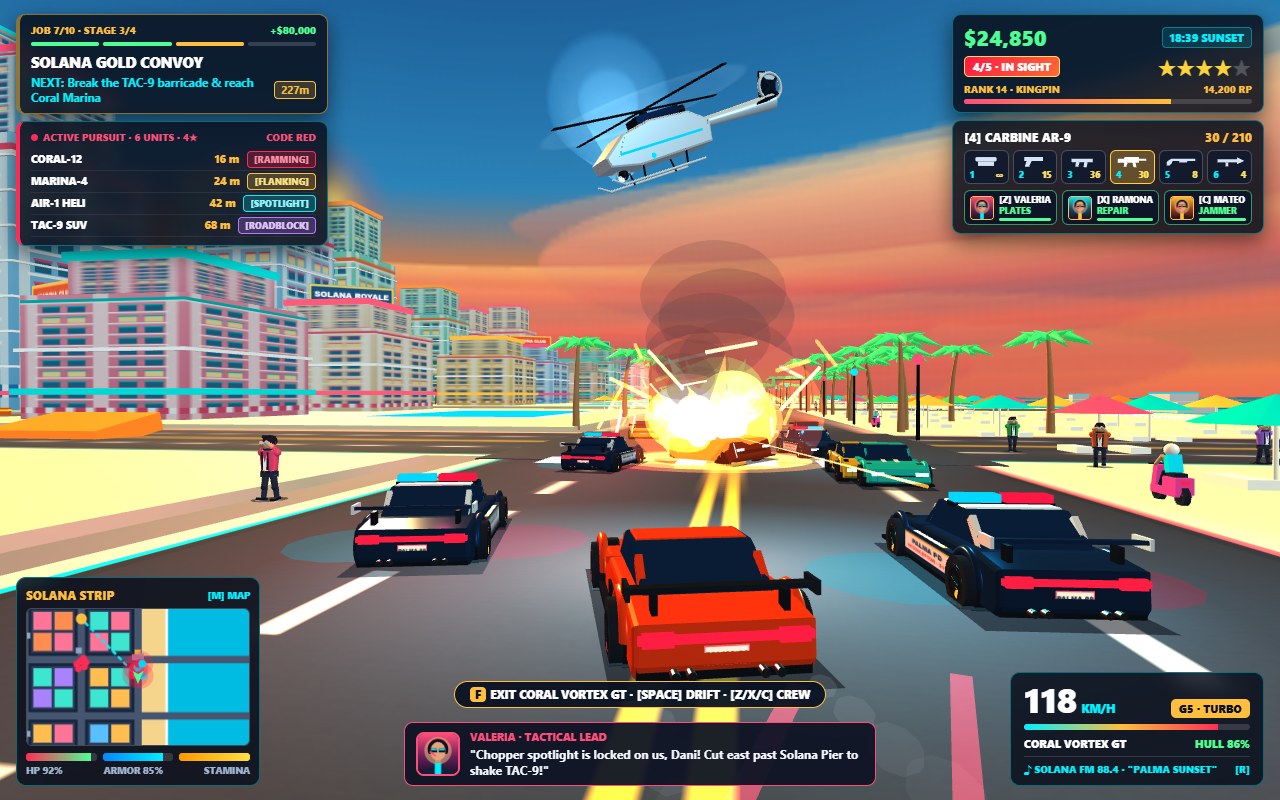 JOB 7/10 · STAGE 3/4
+$80,000
SOLANA GOLD CONVOY
NEXT: Break the TAC-9 barricade & reach
Coral Marina
227m
ACTIVE PURSUIT · 6 UNITS · 4★
CODE RED
CORAL-12
16 m
[RAMMING]
MARINA-4
24 m
[FLANKING]
AIR-1 HELI
42 m
[SPOTLIGHT]
TAC-9 SUV
68 m
[ROADBLOCK]
$24,850
18:39 SUNSET
4/5 · IN SIGHT
★★★★★
RANK 14 · KINGPIN
14,200 RP
[4] CARBINE AR-9
30 / 210
1 ∞
2 15
3 36
4 30
5 8
6 4
[Z] VALERIA
PLATES
[X] RAMONA
REPAIR
[C] MATEO
JAMMER
SOLANA ROYALE
PALMA PD
PALMA PD
SOLANA STRIP
[M] MAP
HP 92%
ARMOR 85%
STAMINA
F EXIT CORAL VORTEX GT · [SPACE] DRIFT · [Z/X/C] CREW
VALERIA · TACTICAL LEAD
"Chopper spotlight is locked on us, Dani! Cut east past Solana Pier to
shake TAC-9!"
118 KM/H
G5 · TURBO
CORAL VORTEX GT
HULL 86%
♪ SOLANA FM 88.4 · "PALMA SUNSET"
[R]